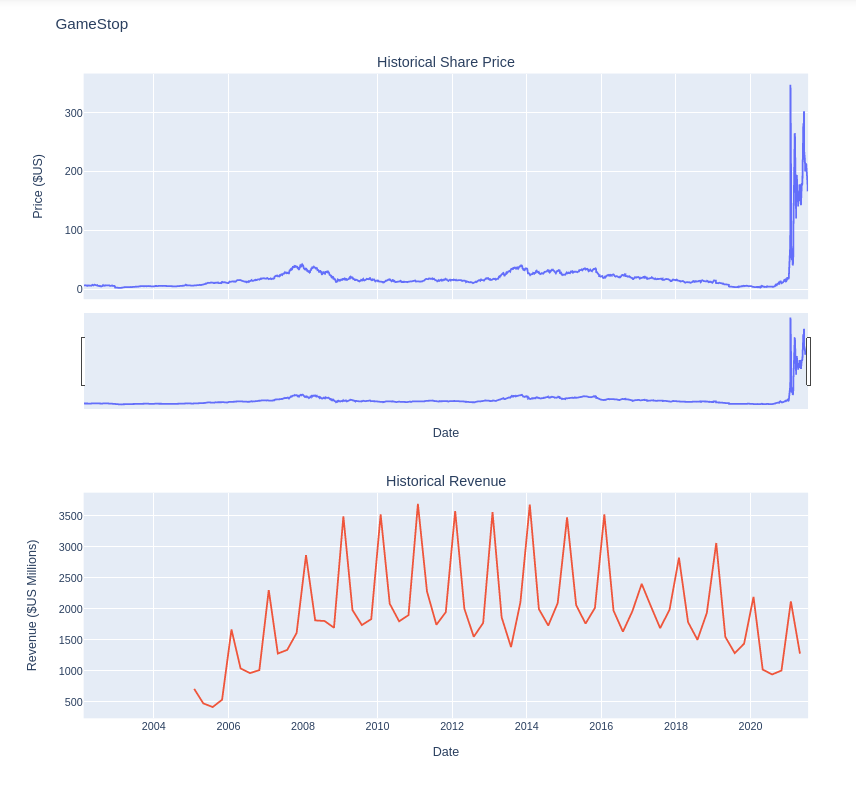 GameStop
Historical Share Price
Price ($US)
300
200
100
0
Date
Historical Revenue
Revenue ($US Millions)
3500
3000
2500
2000
1500
1000
500
2004 2006 2008 2010 2012 2014 2016 2018 2020
Date